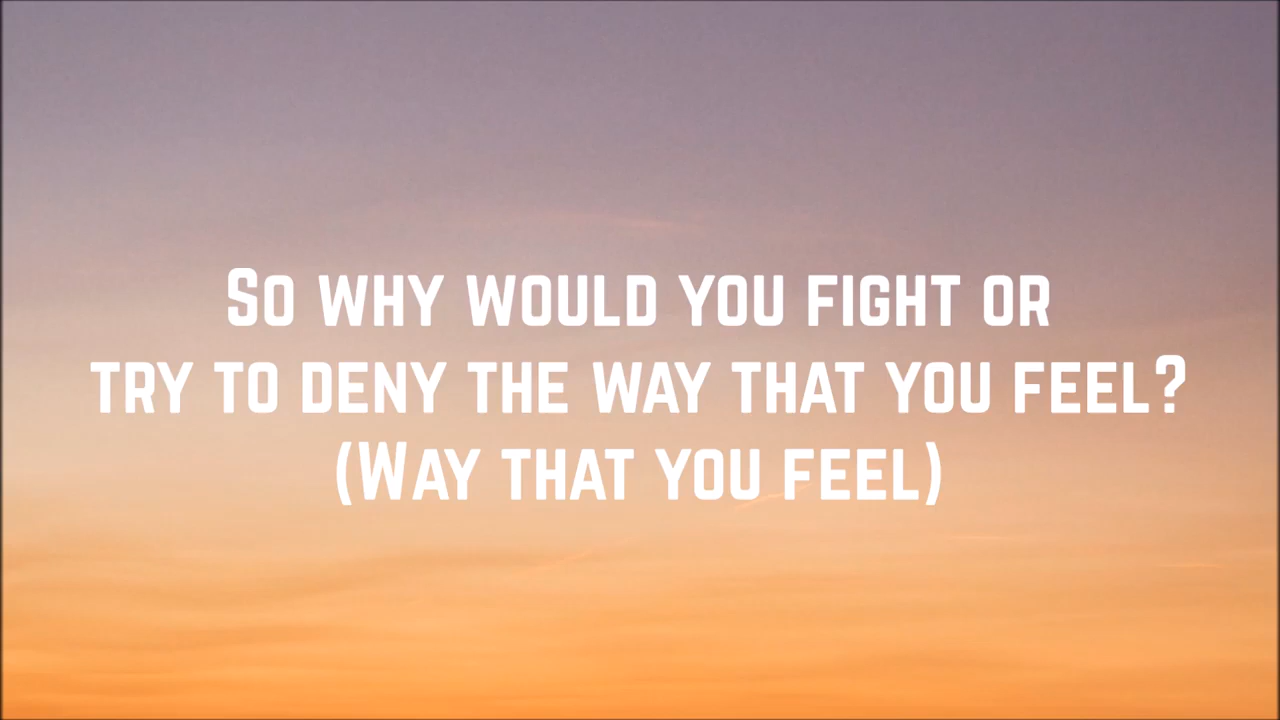 So why would you fight or
try to deny the way that you feel?
(Way that you feel)